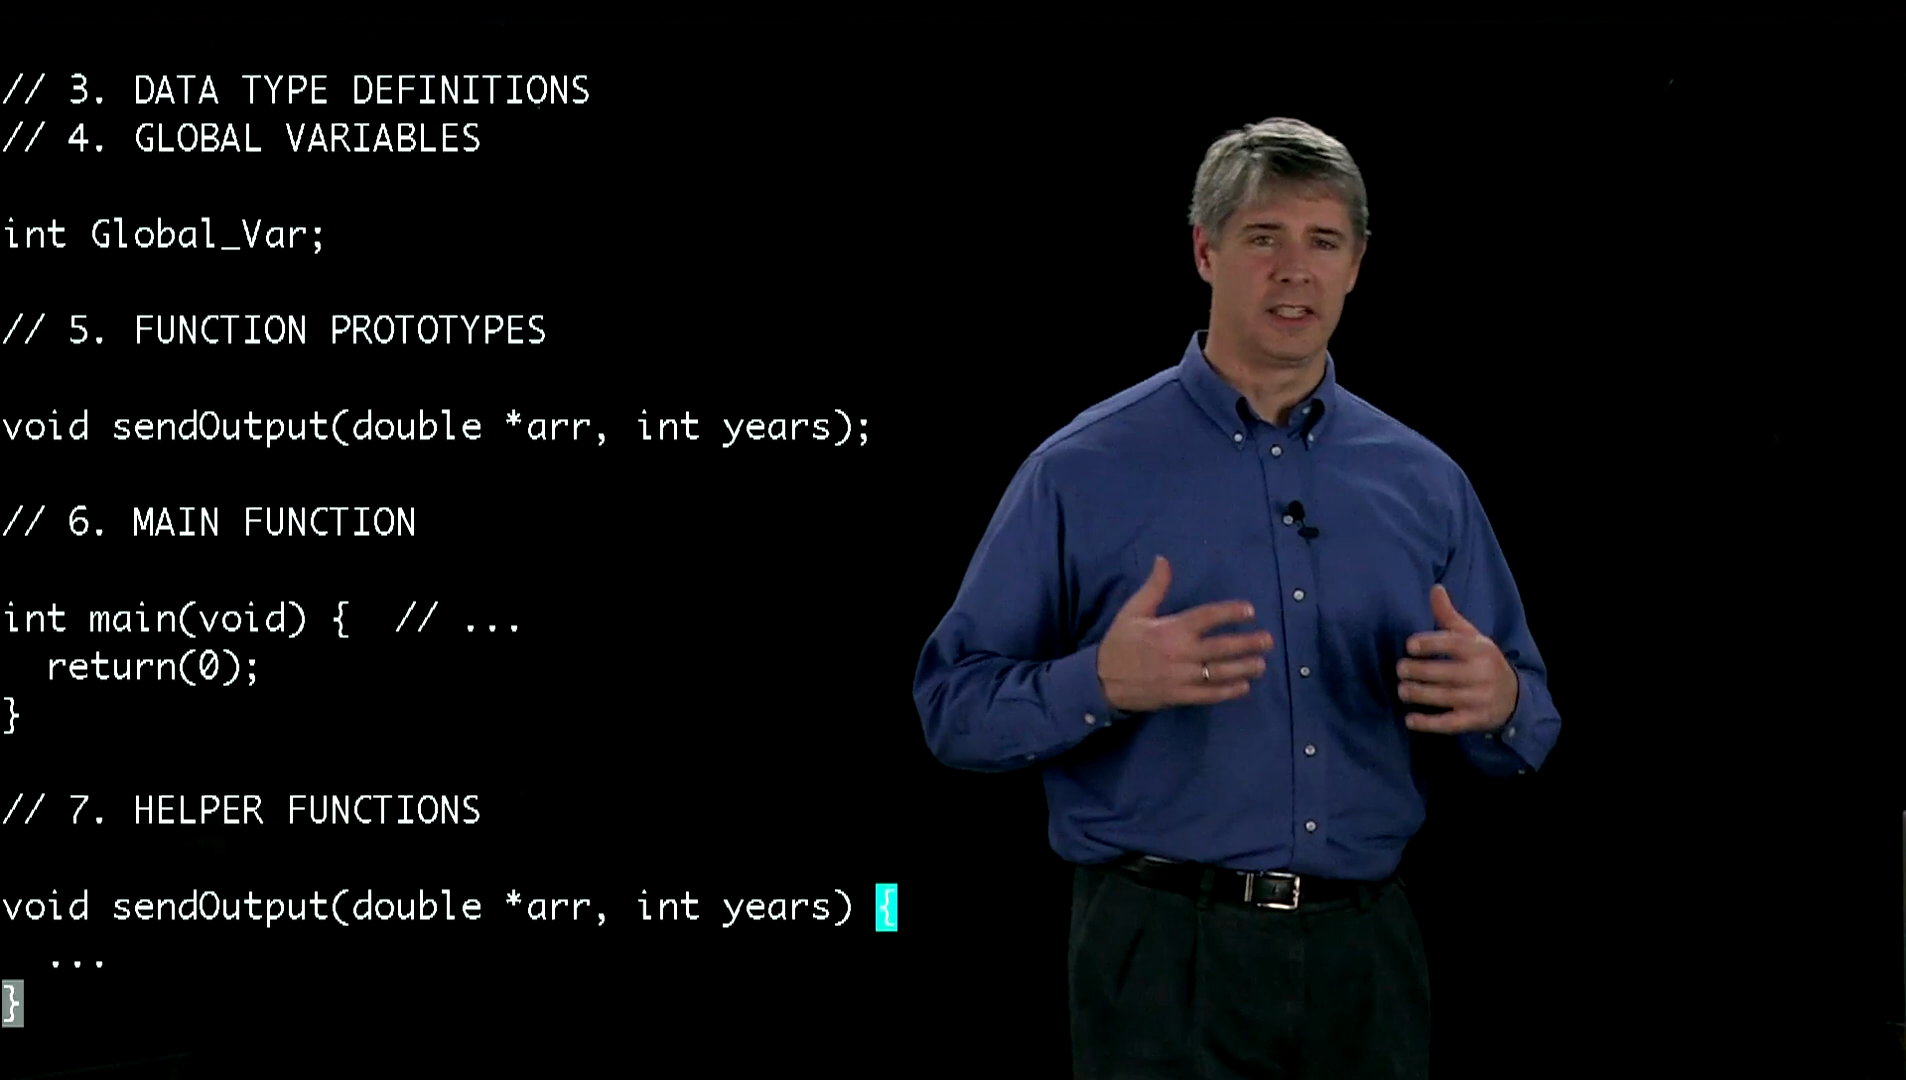 // 3. DATA TYPE DEFINITIONS
// 4. GLOBAL VARIABLES
int Global_Var;
// 5. FUNCTION PROTOTYPES
void sendOutput(double *arr, int years);
// 6. MAIN FUNCTION
int main(void) {  // ...
  return(0);
}
// 7. HELPER FUNCTIONS
void sendOutput(double *arr, int years) {
  ...
}